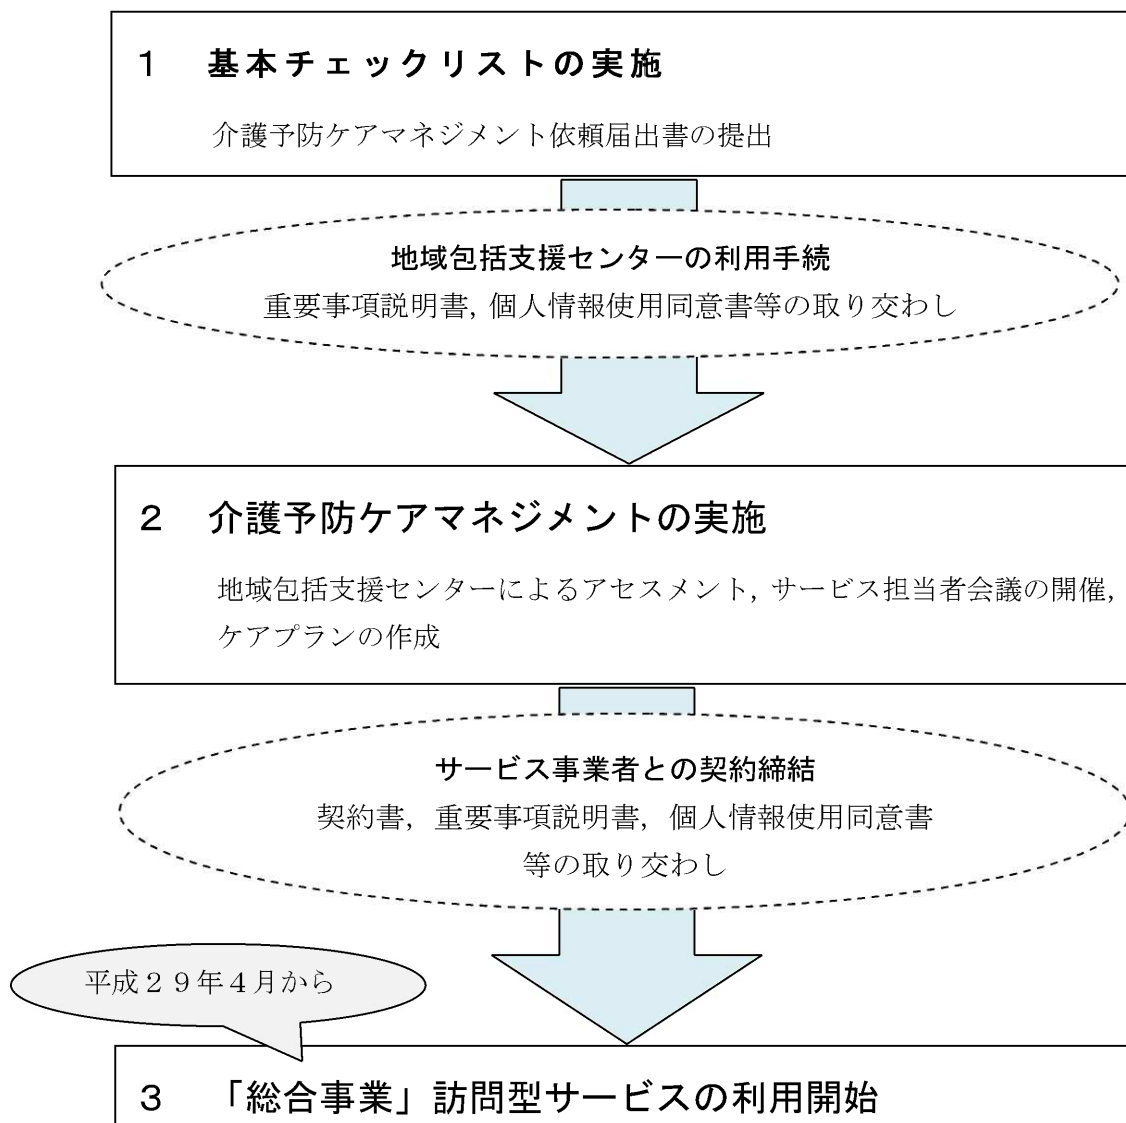 1 基本チェックリストの実施
介護予防ケアマネジメント依頼届出書の提出
地域包括支援センターの利用手続
重要事項説明書, 個人情報使用同意書等の取り交わし
2 介護予防ケアマネジメントの実施
地域包括支援センターによるアセスメント, サービス担当者会議の開催,
ケアプランの作成
サービス事業者との契約締結
契約書, 重要事項説明書, 個人情報使用同意書
等の取り交わし
平成29年4月から
3 「総合事業」訪問型サービスの利用開始